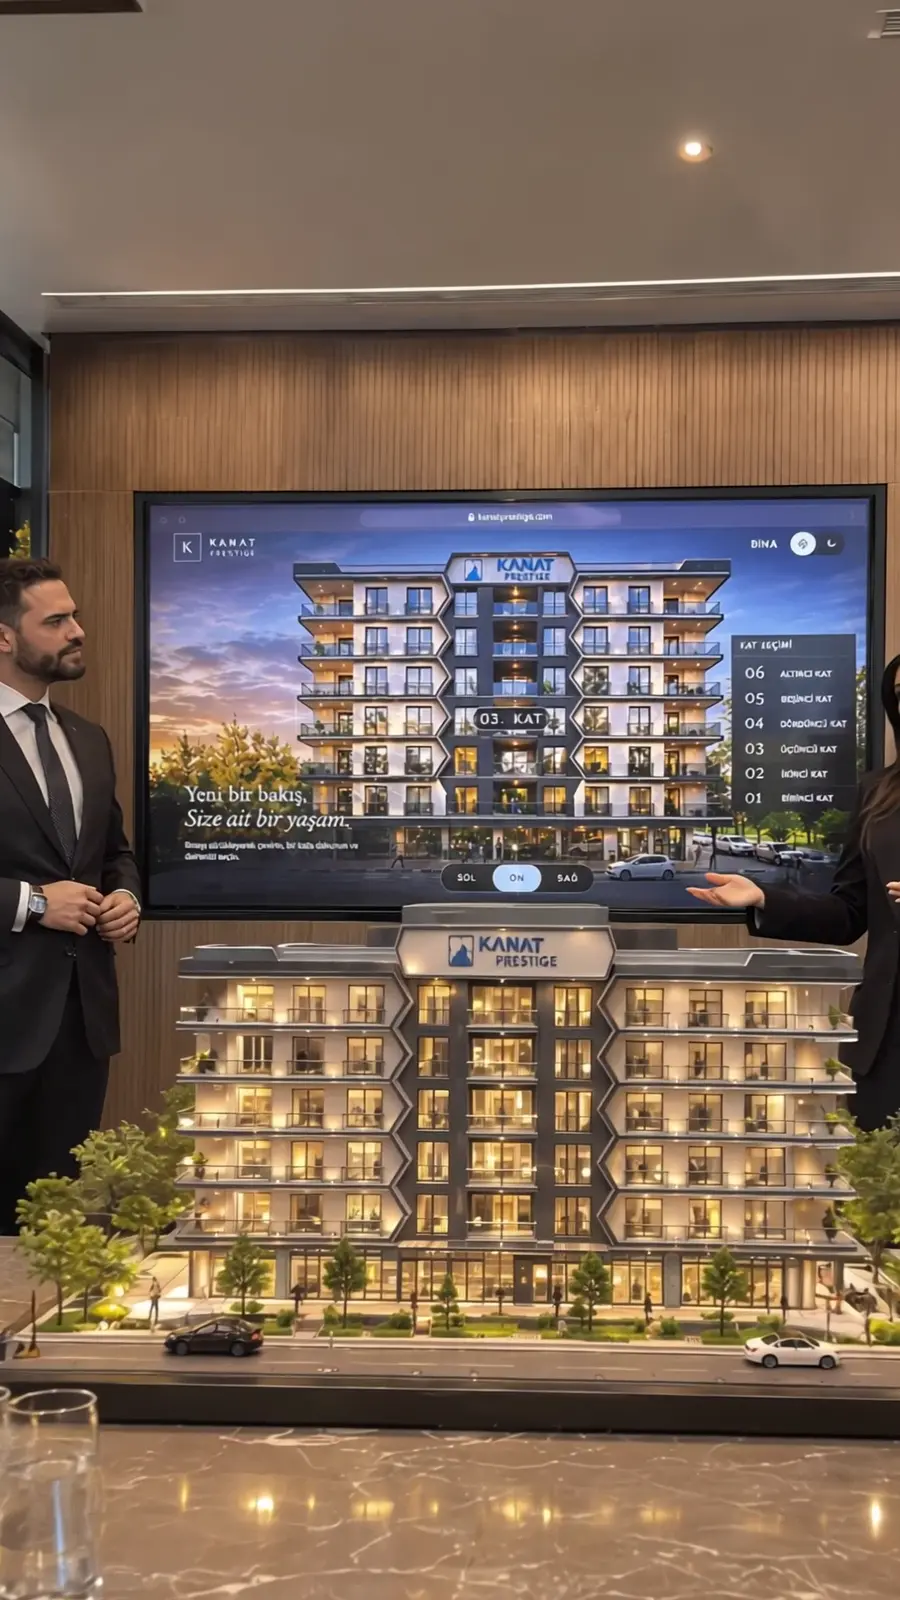 K KANAT
PRESTIGE
BİNA
KANAT
PRESTIGE
KAT SEÇİMİ
06 ALTINCI KAT
05 BEŞİNCİ KAT
04 DÖRDÜNCÜ KAT
03 ÜÇÜNCÜ KAT
02 İKİNCİ KAT
01 BİRİNCİ KAT
03. KAT
Yeni bir bakış,
Size ait bir yaşam.
SOL ÖN SAĞ
KANAT
PRESTIGE